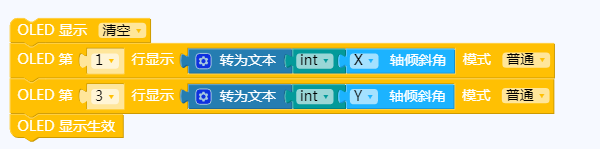 OLED 显示 清空
OLED 第 1 行显示 转为文本 int X 轴倾斜角 模式 普通
OLED 第 3 行显示 转为文本 int Y 轴倾斜角 模式 普通
OLED 显示生效